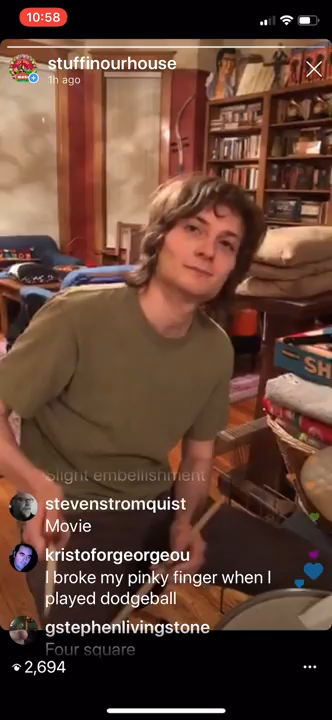 10:58
stuffinourhouse
1h ago
SH
Slight embellishment
stevenstromquist
Movie
kristoforgeorgeou
I broke my pinky finger when I
played dodgeball
gstephenlivingstone
Four square
2,694